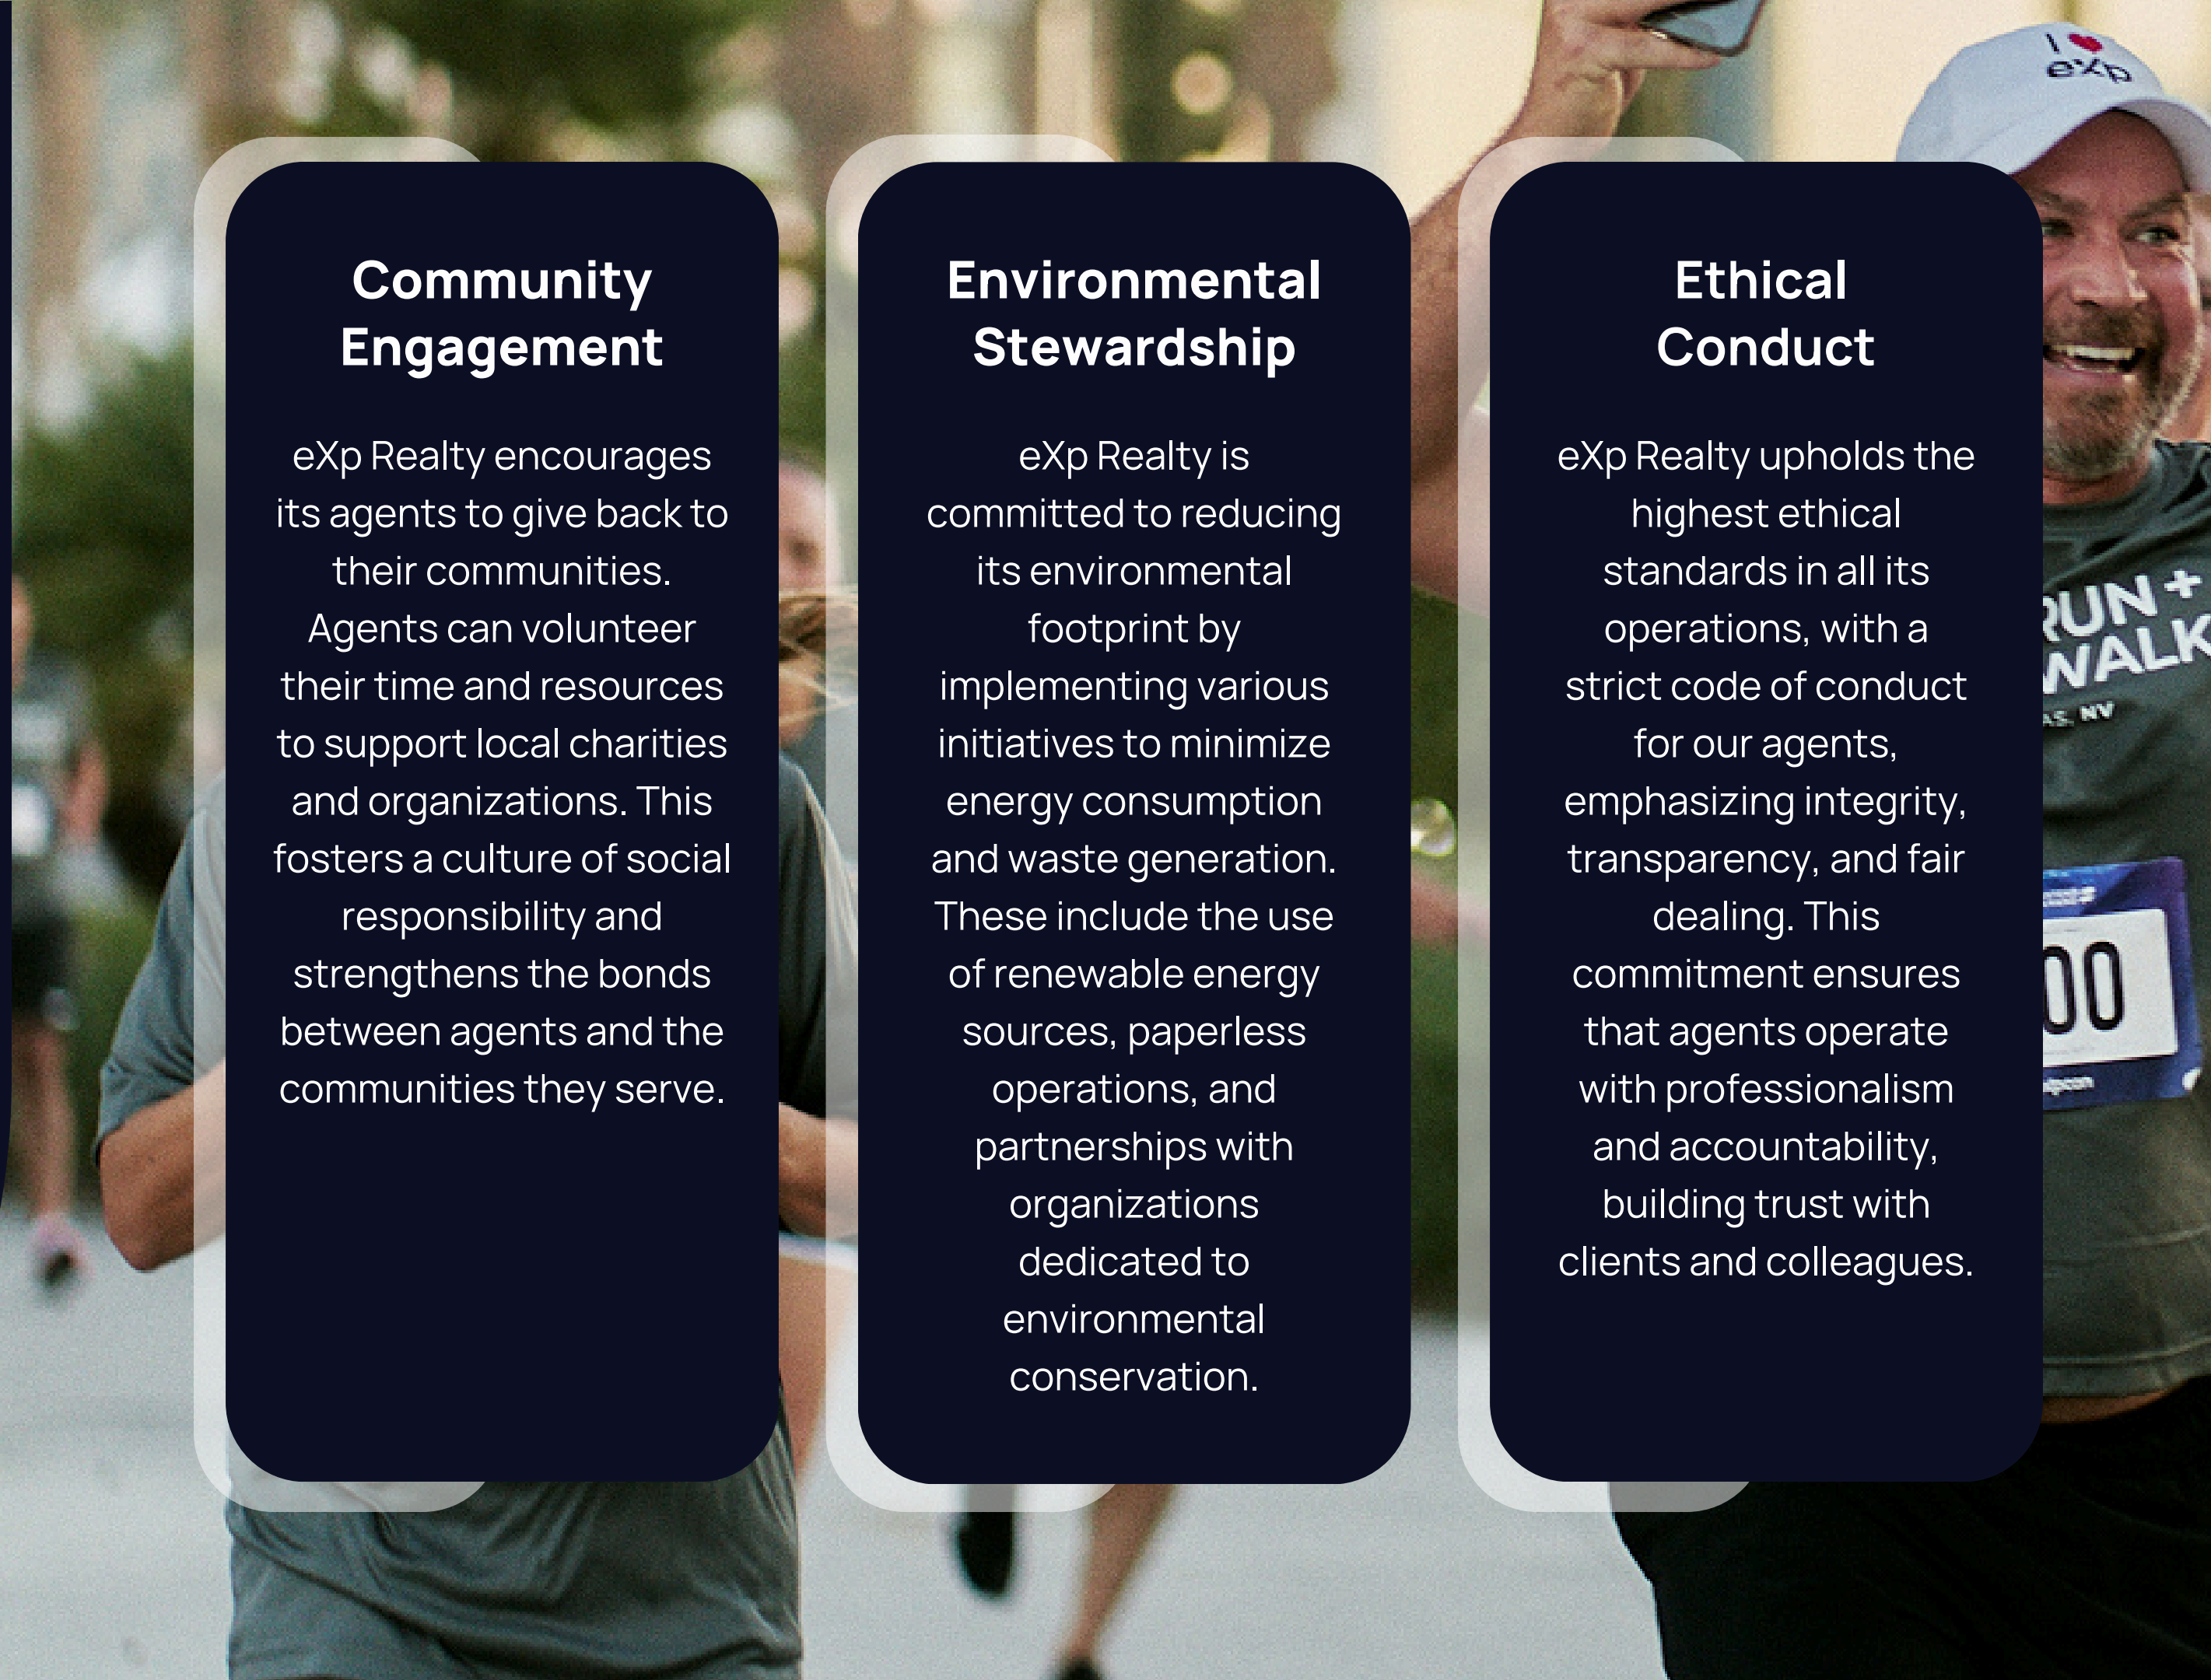 I ♥
eXp
Community
Engagement
eXp Realty encourages
its agents to give back to
their communities.
Agents can volunteer
their time and resources
to support local charities
and organizations. This
fosters a culture of social
responsibility and
strengthens the bonds
between agents and the
communities they serve.
Environmental
Stewardship
eXp Realty is
committed to reducing
its environmental
footprint by
implementing various
initiatives to minimize
energy consumption
and waste generation.
These include the use
of renewable energy
sources, paperless
operations, and
partnerships with
organizations
dedicated to
environmental
conservation.
Ethical
Conduct
eXp Realty upholds the
highest ethical
standards in all its
operations, with a
strict code of conduct
for our agents,
emphasizing integrity,
transparency, and fair
dealing. This
commitment ensures
that agents operate
with professionalism
and accountability,
building trust with
clients and colleagues.
RUN +
WALK
NV
00